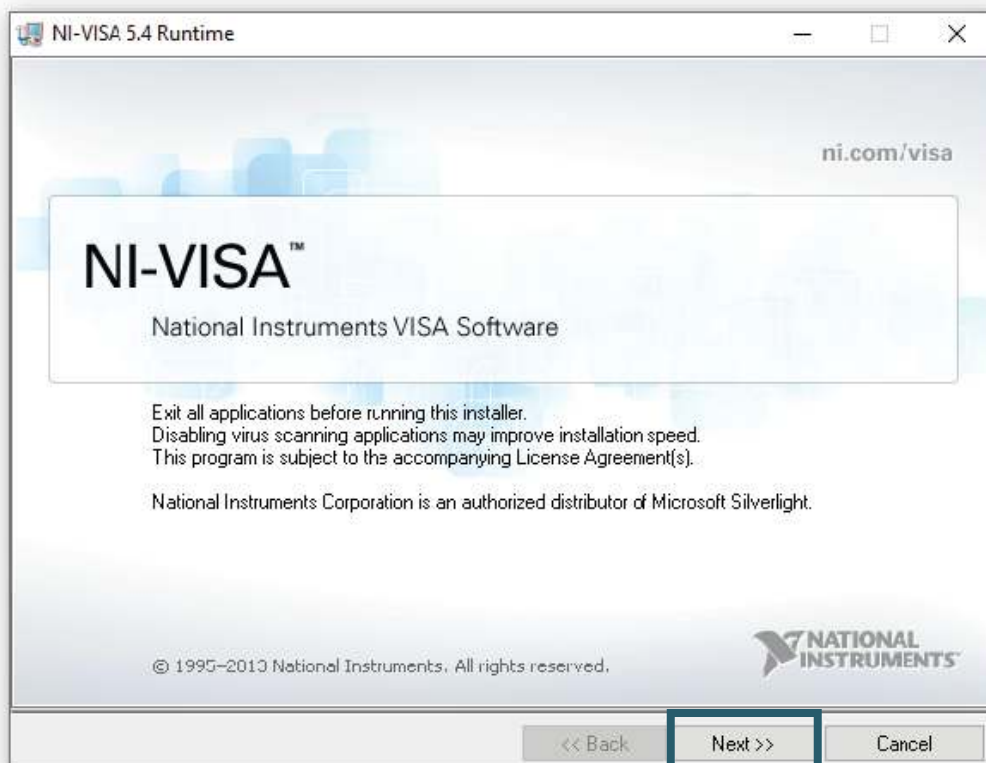 NI-VISA 5.4 Runtime
ni.com/visa
NI-VISA™
National Instruments VISA Software
Exit all applications before running this installer.
Disabling virus scanning applications may improve installation speed.
This program is subject to the accompanying License Agreement(s).
National Instruments Corporation is an authorized distributor of Microsoft Silverlight.
© 1995–2013 National Instruments. All rights reserved.
NATIONAL
INSTRUMENTS™
<< Back Next >> Cancel